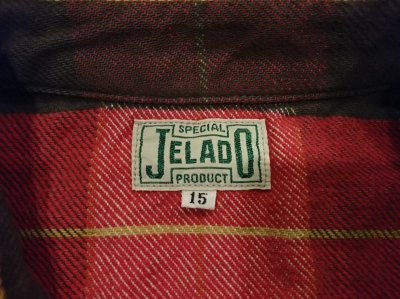 SPECIAL
JELADO
PRODUCT
15